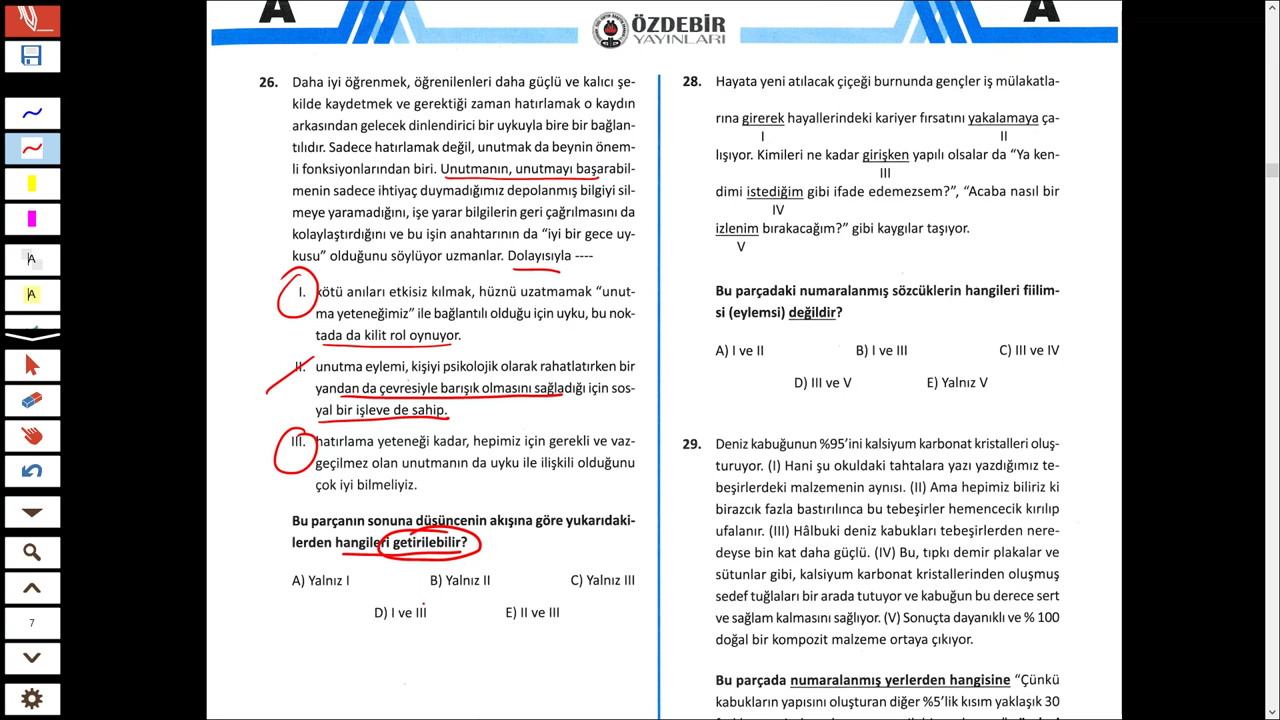 A
ÖZDEBİR
YAYINLARI
A
26. Daha iyi öğrenmek, öğrenilenleri daha güçlü ve kalıcı şe-
kilde kaydetmek ve gerektiği zaman hatırlamak o kaydın
arkasından gelecek dinlendirici bir uykuyla bire bir bağlan-
tılıdır. Sadece hatırlamak değil, unutmak da beynin önem-
li fonksiyonlarından biri. Unutmanın, unutmayı başarabil-
menin sadece ihtiyaç duymadığımız depolanmış bilgiyi sil-
meye yaramadığını, işe yarar bilgilerin geri çağrılmasını da
kolaylaştırdığını ve bu işin anahtarının da “iyi bir gece uy-
kusu” olduğunu söylüyor uzmanlar. Dolayısıyla ----
I. kötü anıları etkisiz kılmak, hüznü uzatmamak “unut-
ma yeteneğimiz” ile bağlantılı olduğu için uyku, bu nok-
tada da kilit rol oynuyor.
II. unutma eylemi, kişiyi psikolojik olarak rahatlatırken bir
yandan da çevresiyle barışık olmasını sağladığı için sos-
yal bir işleve de sahip.
III. hatırlama yeteneği kadar, hepimiz için gerekli ve vaz-
geçilmez olan unutmanın da uyku ile ilişkili olduğunu
çok iyi bilmeliyiz.
Bu parçanın sonuna düşüncenin akışına göre yukarıdaki-
lerden hangileri getirilebilir?
A) Yalnız I B) Yalnız II C) Yalnız III
D) I ve III E) II ve III
28. Hayata yeni atılacak çiçeği burnunda gençler iş mülakatla-
rına girerek hayallerindeki kariyer fırsatını yakalamaya ça-
I II
lışıyor. Kimileri ne kadar girişken yapılı olsalar da “Ya ken-
III
dimi istediğim gibi ifade edemezsem?”, “Acaba nasıl bir
IV
izlenim bırakacağım?” gibi kaygılar taşıyor.
V
Bu parçadaki numaralanmış sözcüklerin hangileri fiilim-
si (eylemsi) değildir?
A) I ve II B) I ve III C) III ve IV
D) III ve V E) Yalnız V
29. Deniz kabuğunun %95’ini kalsiyum karbonat kristalleri oluş-
turuyor. (I) Hani şu okuldaki tahtalara yazı yazdığımız te-
beşirlerdeki malzemenin aynısı. (II) Ama hepimiz biliriz ki
birazcık fazla bastırılınca bu tebeşirler hemencecik kırılıp
ufalanır. (III) Hâlbuki deniz kabukları tebeşirlerden nere-
deyse bin kat daha güçlü. (IV) Bu, tıpkı demir plakalar ve
sütunlar gibi, kalsiyum karbonat kristallerinden oluşmuş
sedef tuğlaları bir arada tutuyor ve kabuğun bu derece sert
ve sağlam kalmasını sağlıyor. (V) Sonuçta dayanıklı ve % 100
doğal bir kompozit malzeme ortaya çıkıyor.
Bu parçada numaralanmış yerlerden hangisine “Çünkü
kabukların yapısını oluşturan diğer %5’lik kısım yaklaşık 30
A
A
7